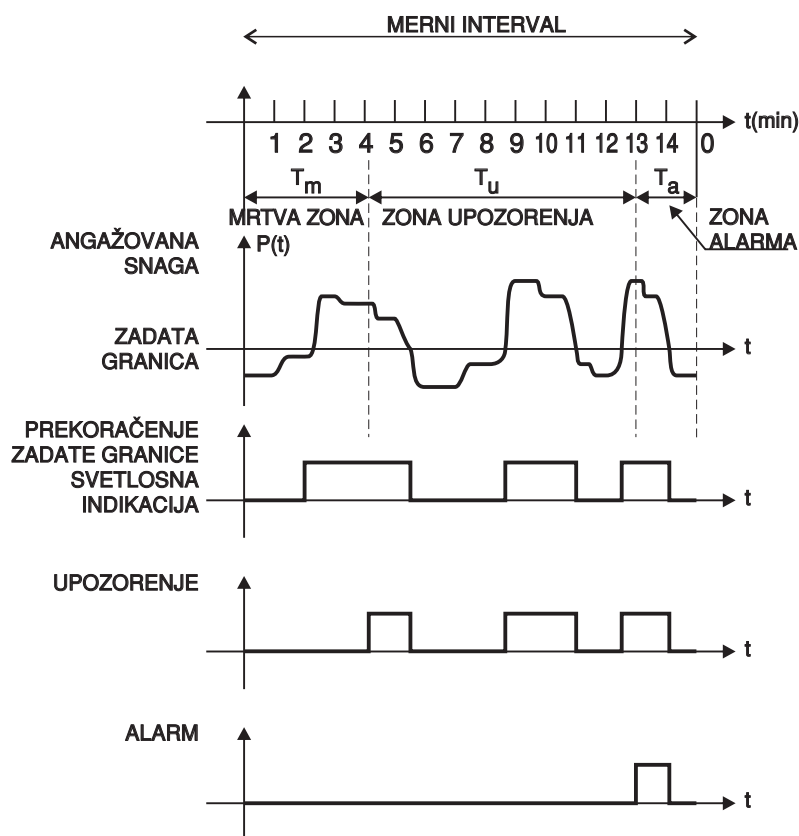 MERNI INTERVAL
t(min)
1 2 3 4 5 6 7 8 9 10 11 12 13 14 0
Tm Tu Ta
MRTVA ZONA ZONA UPOZORENJA ZONA
ALARMA
ANGAŽOVANA
SNAGA
P(t)
ZADATA
GRANICA
t
PREKORAČENJE
ZADATE GRANICE
SVETLOSNA
INDIKACIJA
t
UPOZORENJE
t
ALARM
t